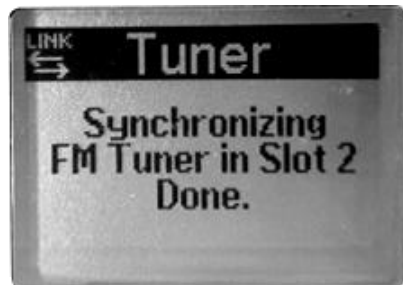 LINK
Tuner
Synchronizing
FM Tuner in Slot 2
Done.